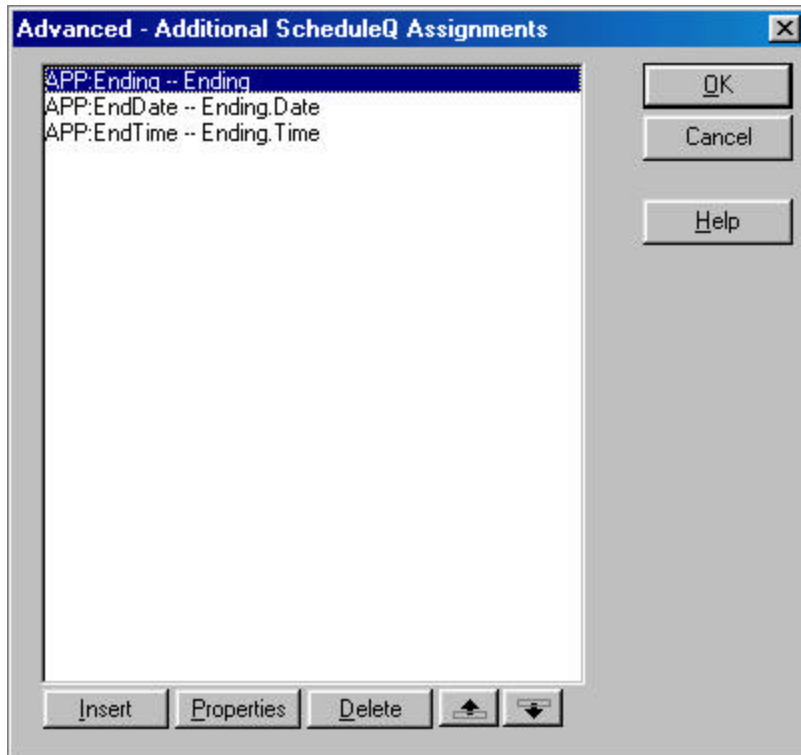 Advanced - Additional ScheduleQ Assignments
APP:Ending -- Ending
APP:EndDate -- Ending.Date
APP:EndTime -- Ending.Time
OK
Cancel
Help
Insert Properties Delete